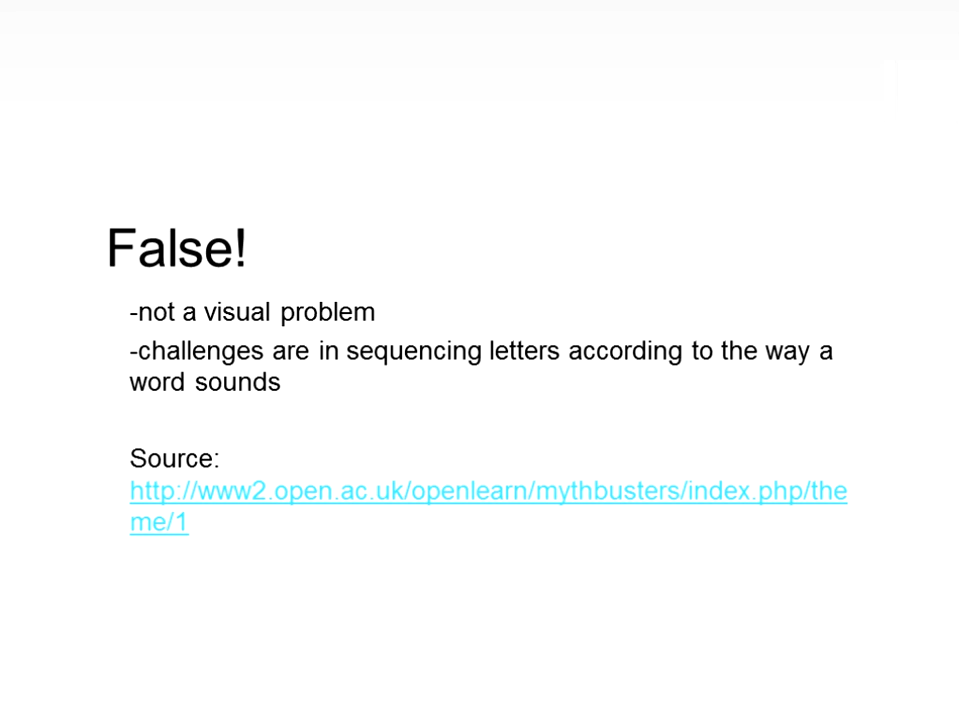 False!
-not a visual problem
-challenges are in sequencing letters according to the way a
word sounds
Source:
http://www2.open.ac.uk/openlearn/mythbusters/index.php/the
me/1